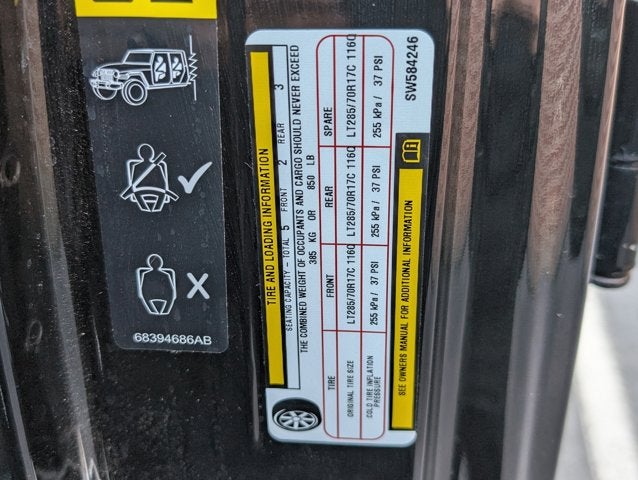 68394686AB
TIRE AND LOADING INFORMATION
SEATING CAPACITY - TOTAL 5 FRONT 2 REAR 3
THE COMBINED WEIGHT OF OCCUPANTS AND CARGO SHOULD NEVER EXCEED
385 KG OR 850 LB
TIRE FRONT REAR SPARE
ORIGINAL TIRE SIZE LT285/70R17C 116Q LT285/70R17C 116Q LT285/70R17C 116Q
COLD TIRE INFLATION PRESSURE 255 kPa / 37 PSI 255 kPa / 37 PSI 255 kPa / 37 PSI
SEE OWNERS MANUAL FOR ADDITIONAL INFORMATION
SW584246